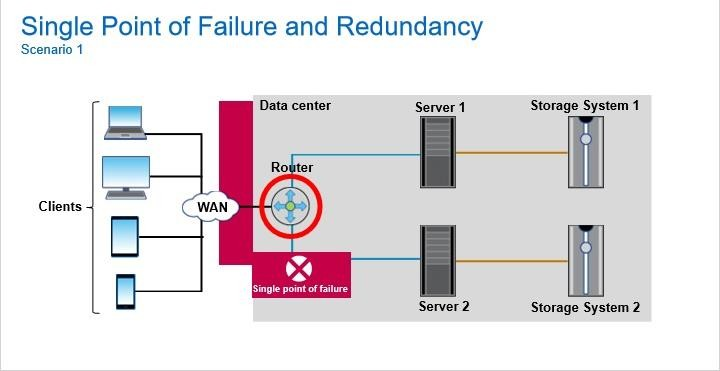 Single Point of Failure and Redundancy
Scenario 1
Data center
Server 1
Storage System 1
Router
Clients
WAN
Single point of failure
Server 2
Storage System 2